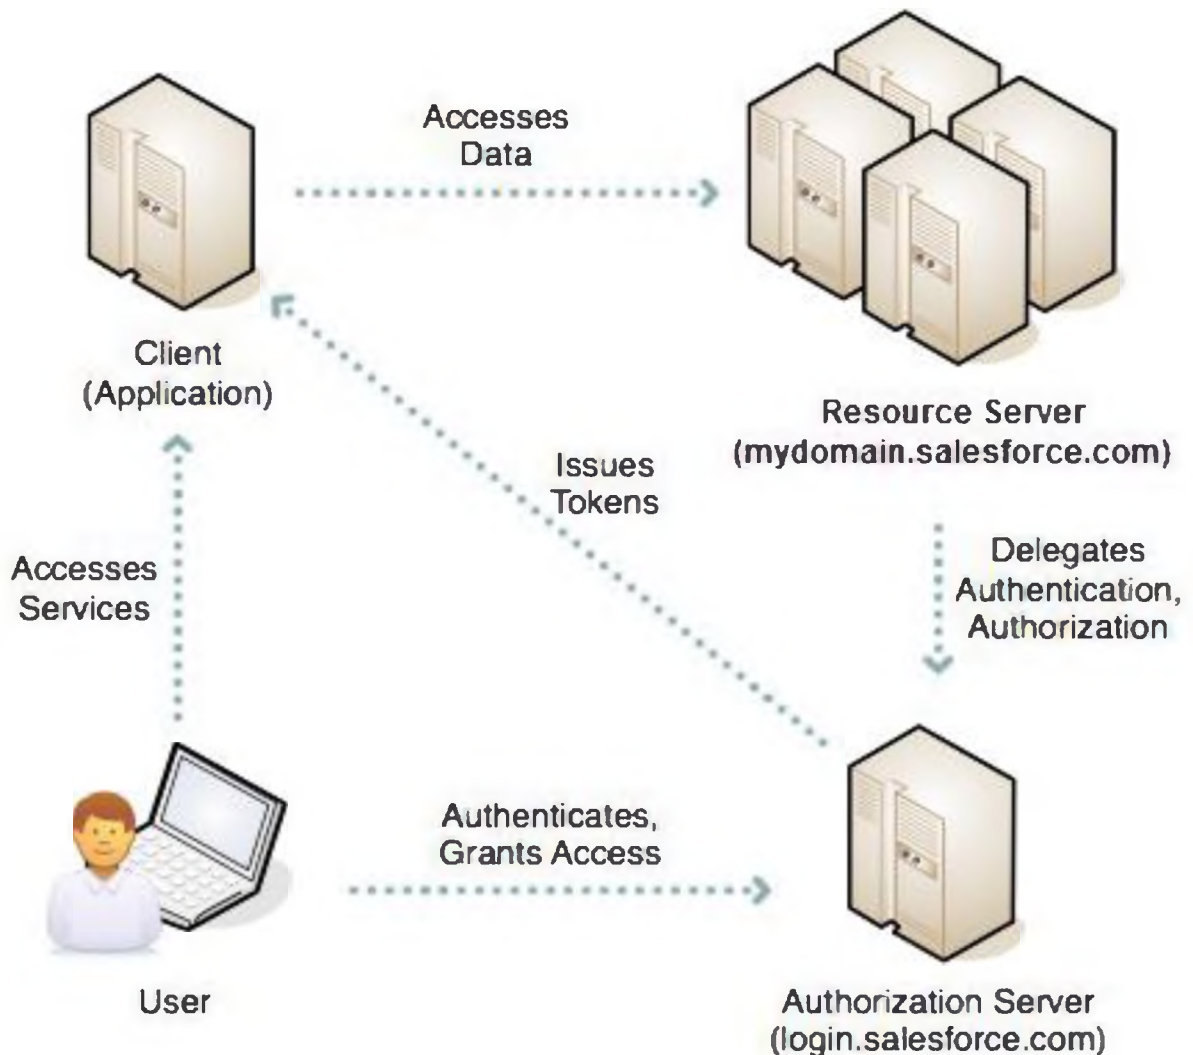 Accesses
Data
Client
(Application)
Resource Server
(mydomain.salesforce.com)
Issues
Tokens
Accesses
Services
Delegates
Authentication,
Authorization
Authenticates,
Grants Access
User
Authorization Server
(login.salesforce.com)